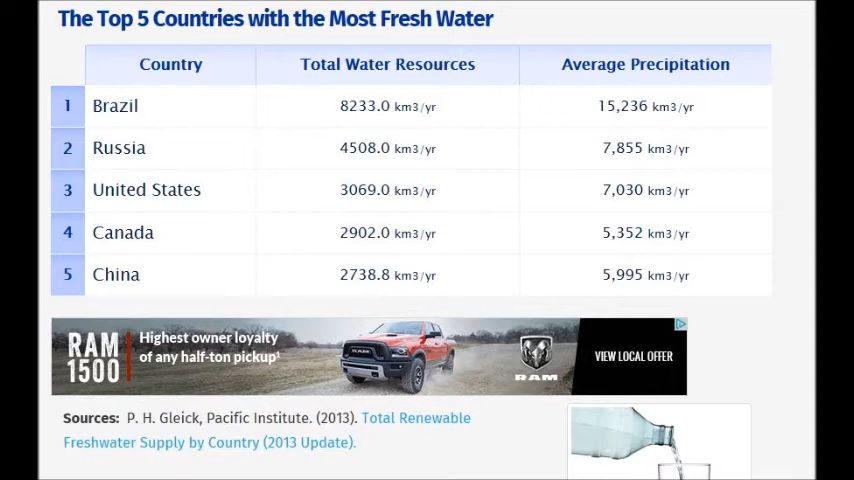 The Top 5 Countries with the Most Fresh Water
Country Total Water Resources Average Precipitation
1 Brazil 8233.0 km3/yr 15,236 km3/yr
2 Russia 4508.0 km3/yr 7,855 km3/yr
3 United States 3069.0 km3/yr 7,030 km3/yr
4 Canada 2902.0 km3/yr 5,352 km3/yr
5 China 2738.8 km3/yr 5,995 km3/yr
RAM
1500
Highest owner loyalty
of any half-ton pickup¹
RAM
RAM
VIEW LOCAL OFFER
Sources: P. H. Gleick, Pacific Institute. (2013). Total Renewable
Freshwater Supply by Country (2013 Update).